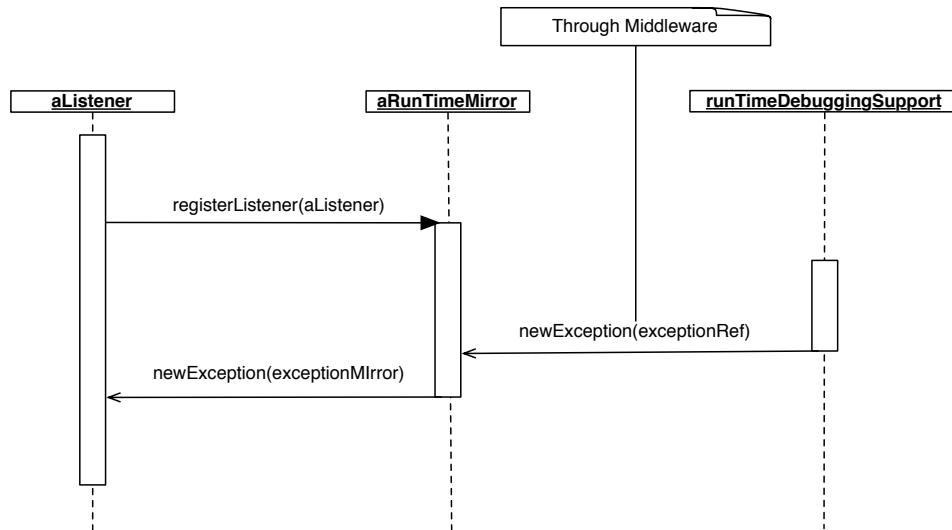 Through Middleware
aListener
aRunTimeMirror
runTimeDebuggingSupport
registerListener(aListener)
newException(exceptionRef)
newException(exceptionMIrror)